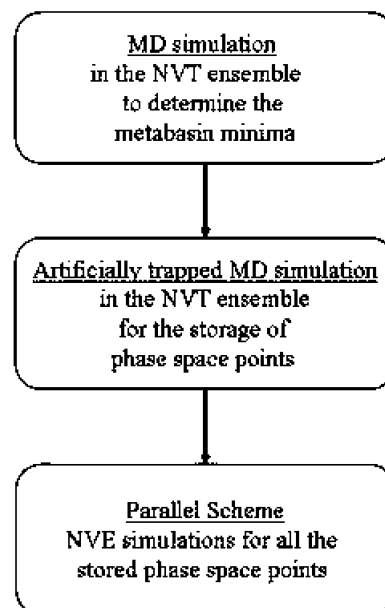 MD simulation
in the NVT ensemble
to determine the
metabasin minima
Artificially trapped MD simulation
in the NVT ensemble
for the storage of
phase space points
Parallel Scheme
NVE simulations for all the
stored phase space points